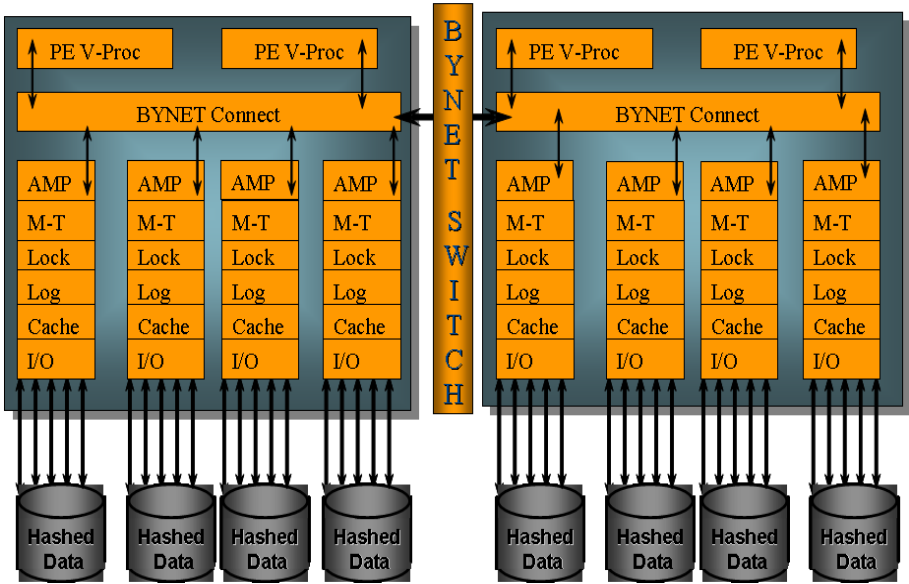 PE V-Proc
PE V-Proc
BYNET Connect
AMP
M-T
Lock
Log
Cache
I/O
AMP
M-T
Lock
Log
Cache
I/O
AMP
M-T
Lock
Log
Cache
I/O
AMP
M-T
Lock
Log
Cache
I/O
Hashed
Data
Hashed
Data
Hashed
Data
Hashed
Data
BYNET SWITCH
PE V-Proc
PE V-Proc
BYNET Connect
AMP
M-T
Lock
Log
Cache
I/O
AMP
M-T
Lock
Log
Cache
I/O
AMP
M-T
Lock
Log
Cache
I/O
AMP
M-T
Lock
Log
Cache
I/O
Hashed
Data
Hashed
Data
Hashed
Data
Hashed
Data